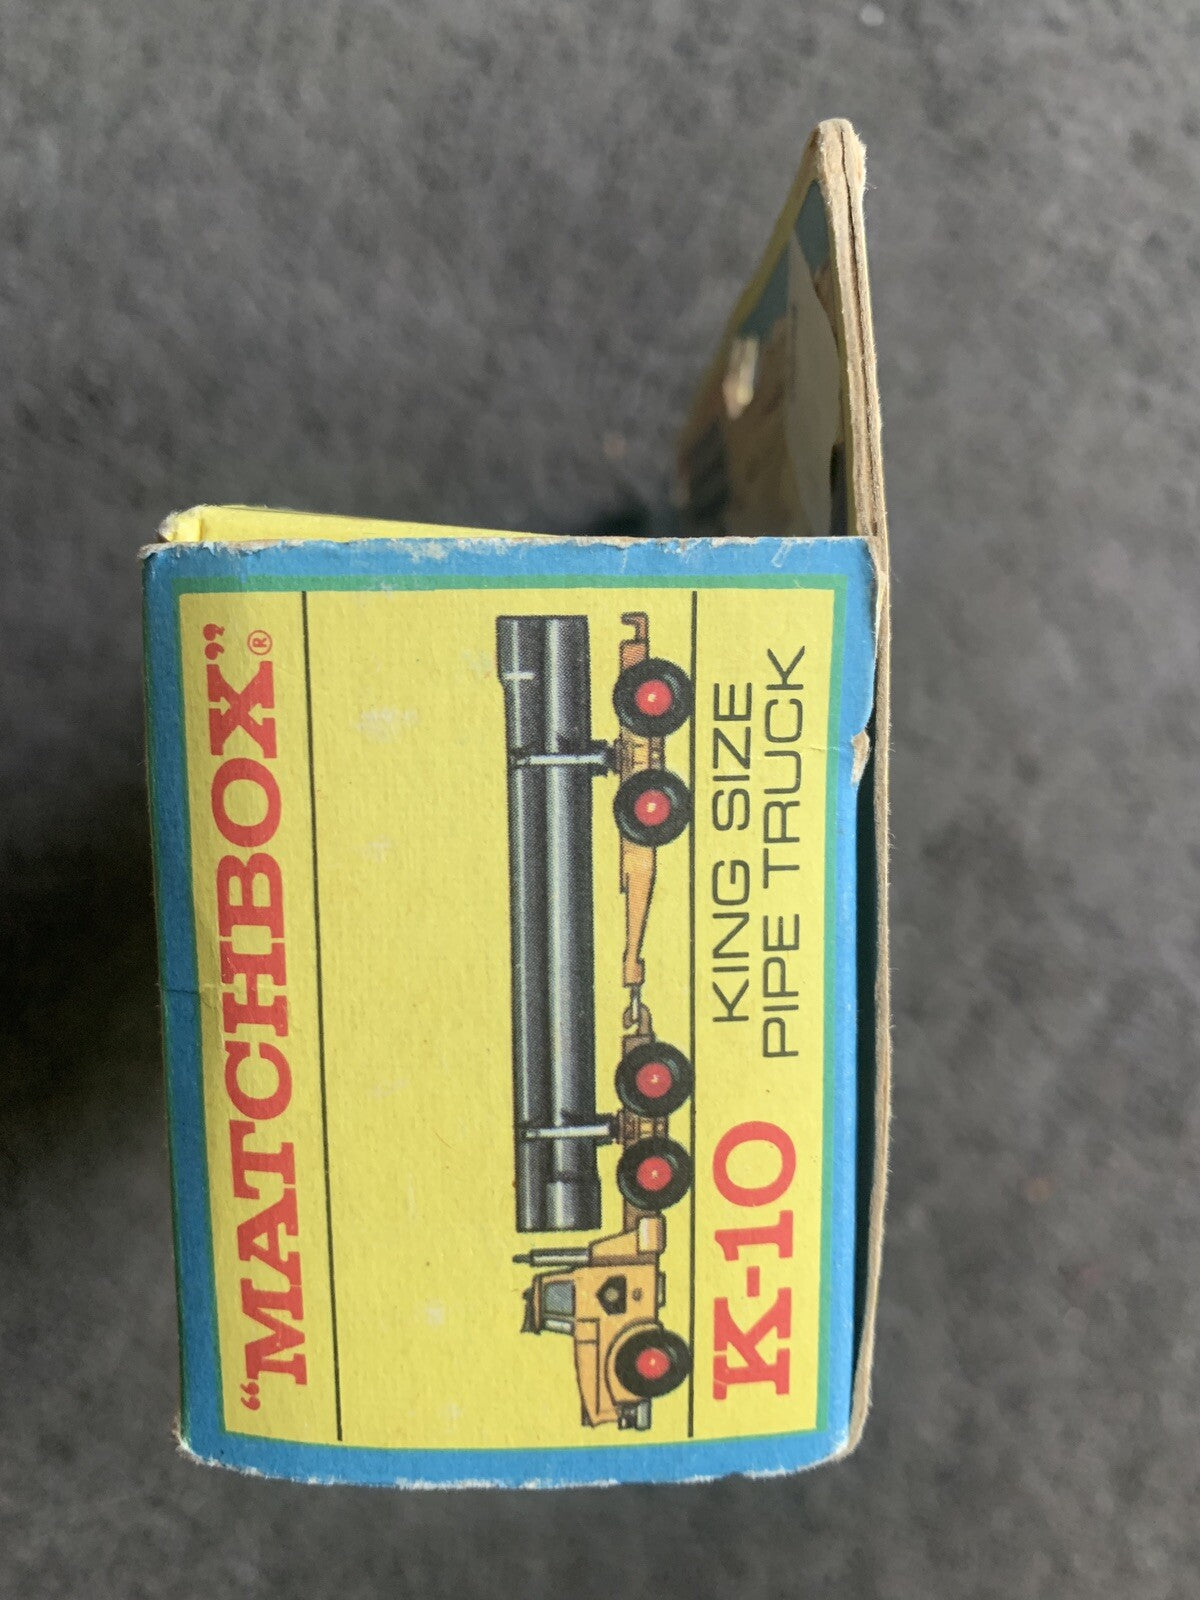 "MATCHBOX"®
K-10 KING SIZE
PIPE TRUCK